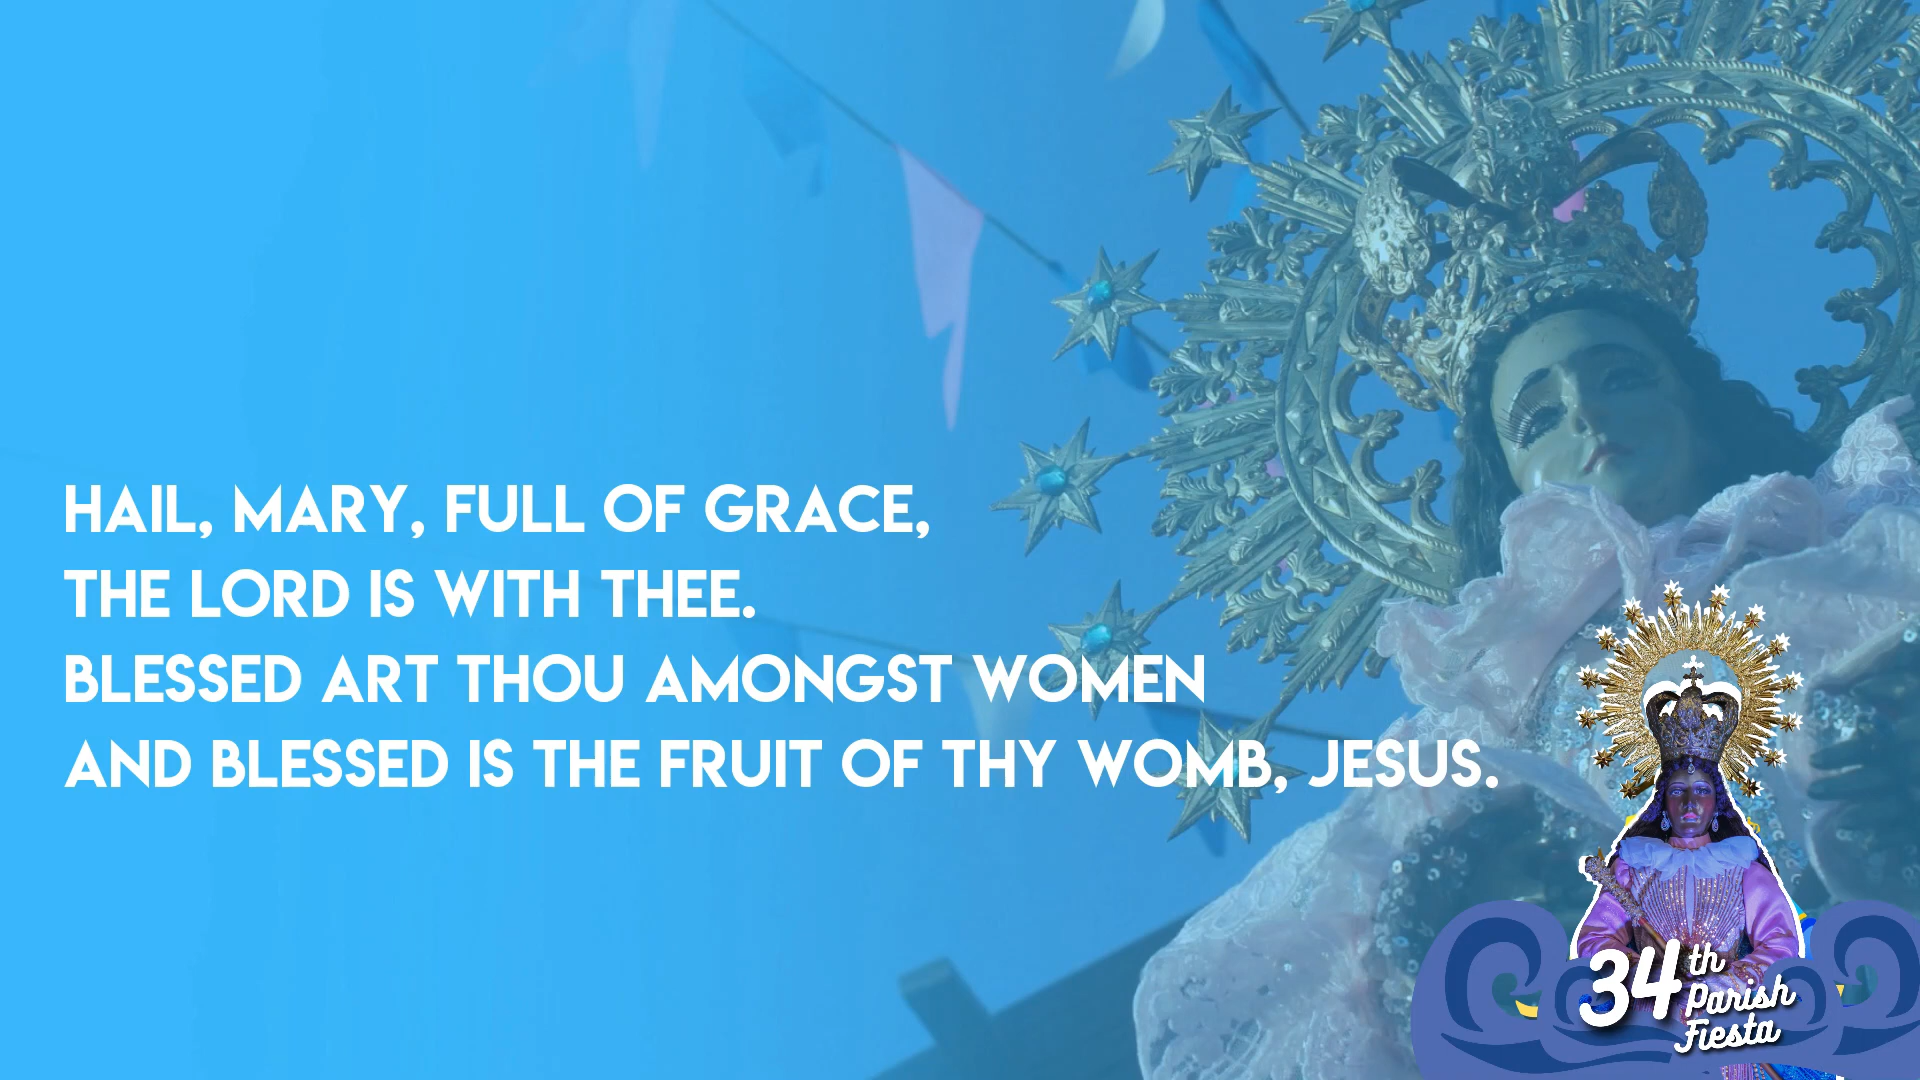 HAIL, MARY, FULL OF GRACE,
THE LORD IS WITH THEE.
BLESSED ART THOU AMONGST WOMEN
AND BLESSED IS THE FRUIT OF THY WOMB, JESUS.
34th
Parish
Fiesta